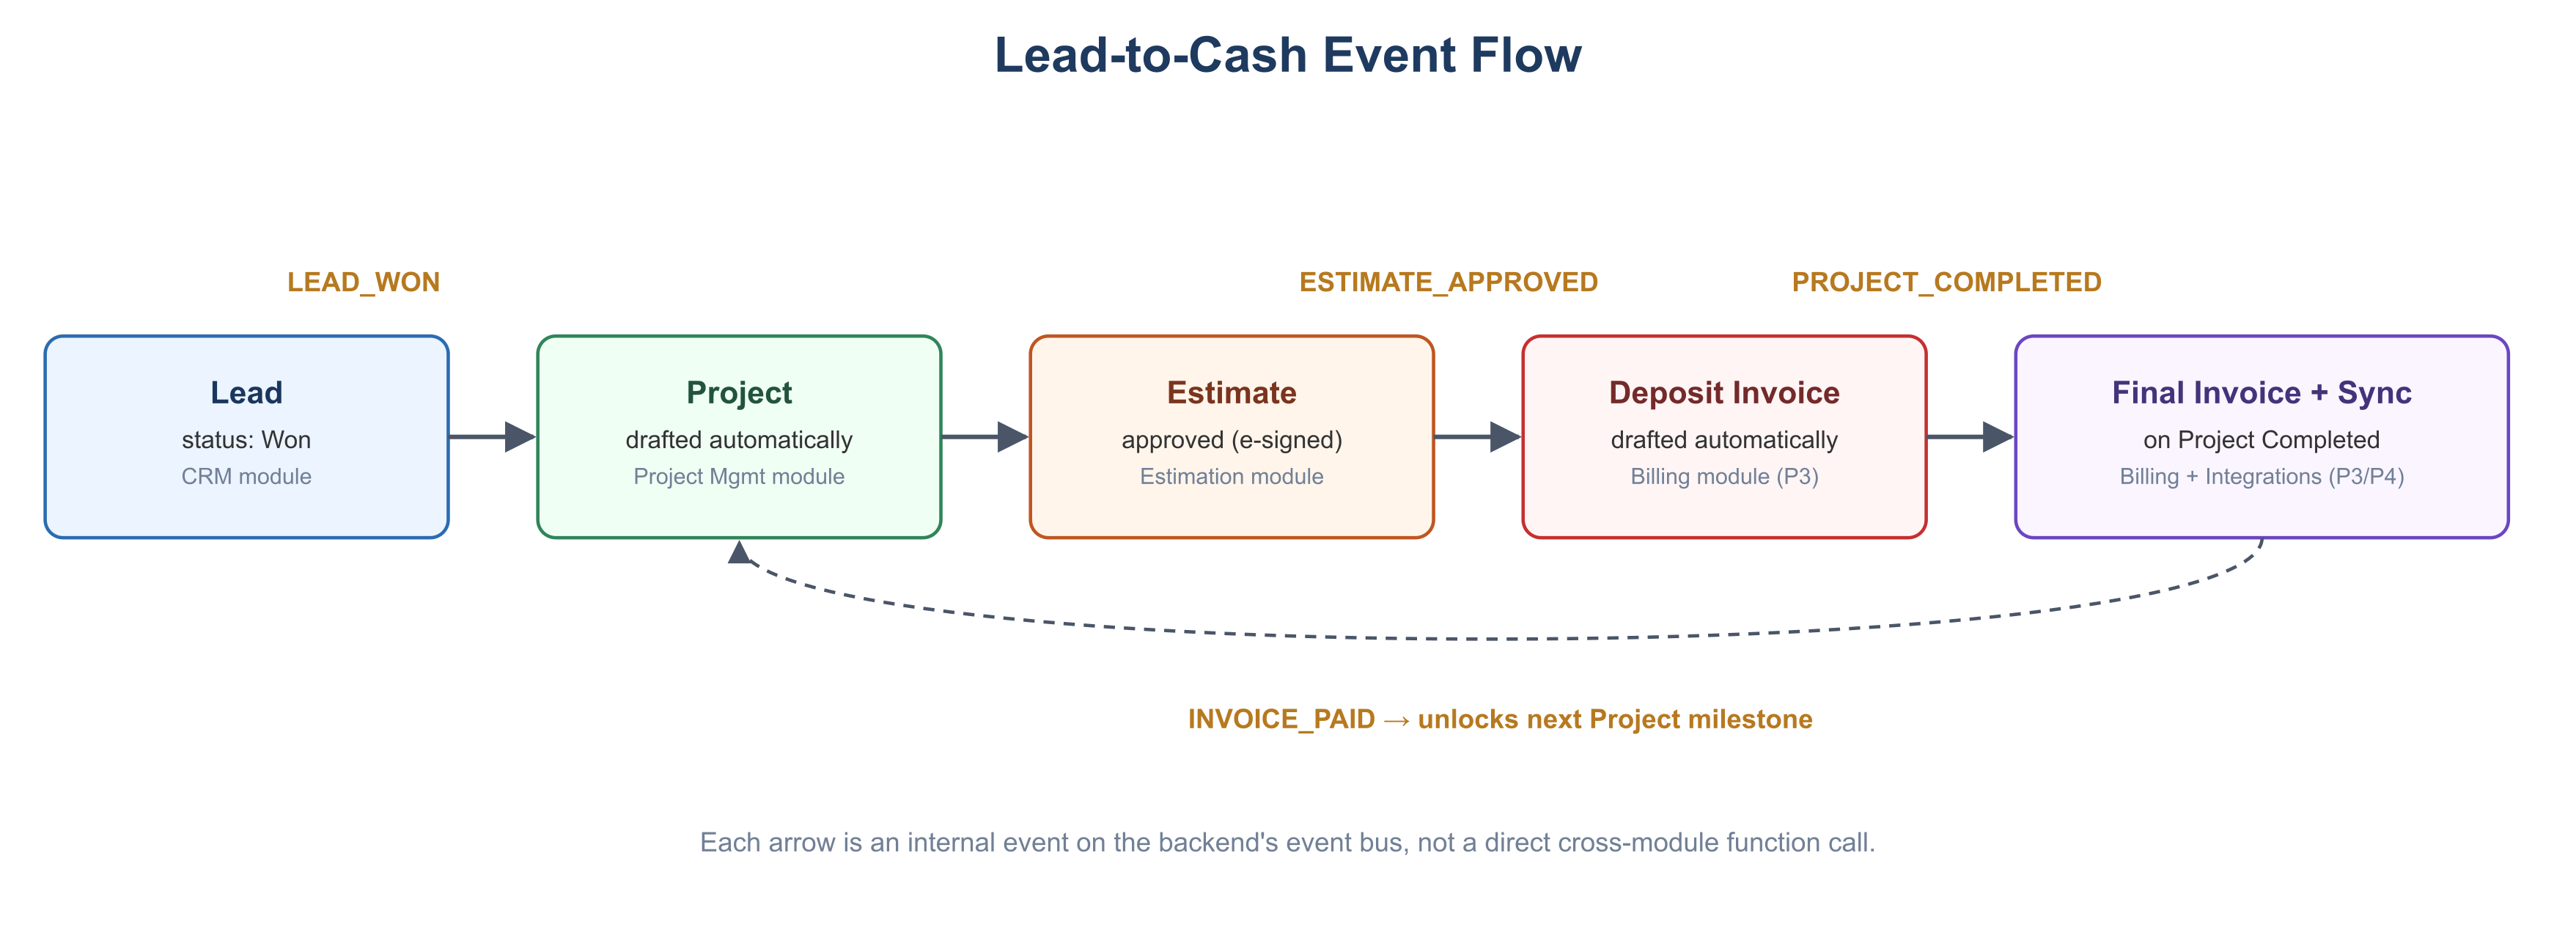 Lead-to-Cash Event Flow
LEAD_WON
ESTIMATE_APPROVED
PROJECT_COMPLETED
Lead
status: Won
CRM module
Project
drafted automatically
Project Mgmt module
Estimate
approved (e-signed)
Estimation module
Deposit Invoice
drafted automatically
Billing module (P3)
Final Invoice + Sync
on Project Completed
Billing + Integrations (P3/P4)
INVOICE_PAID → unlocks next Project milestone
Each arrow is an internal event on the backend's event bus, not a direct cross-module function call.